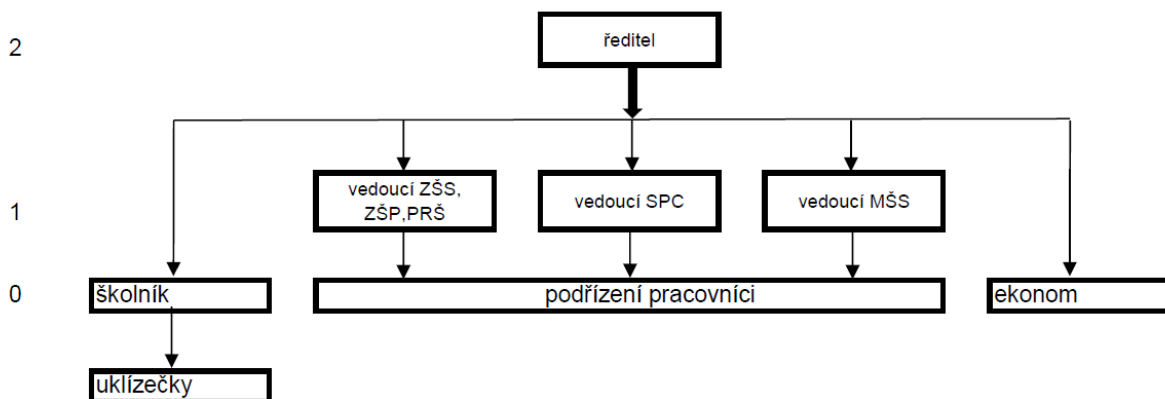 2
ředitel
vedoucí ZŠS,
ZŠP,PRŠ
vedoucí SPC
vedoucí MŠS
1
0
školník
podřízení pracovníci
ekonom
uklízečky